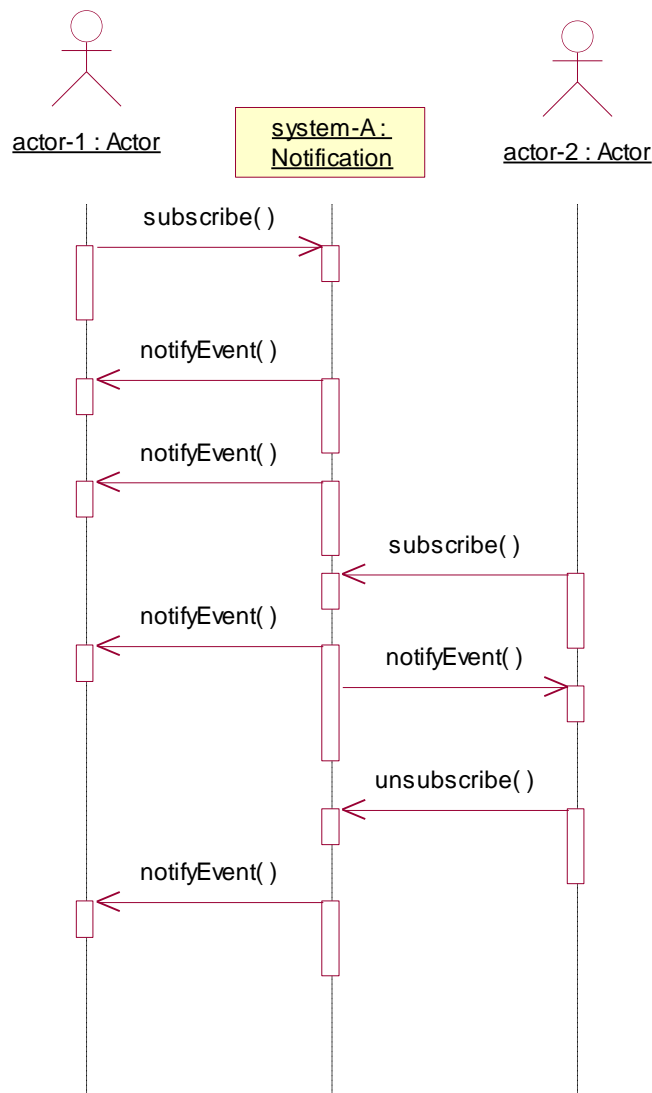 actor-1 : Actor
system-A :
Notification
actor-2 : Actor
subscribe( )
notifyEvent( )
notifyEvent( )
subscribe( )
notifyEvent( )
notifyEvent( )
unsubscribe( )
notifyEvent( )